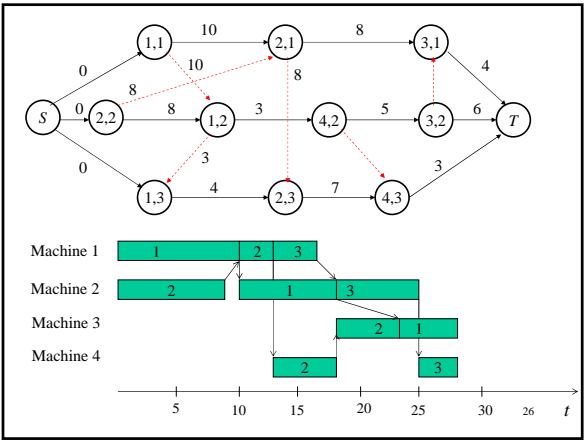 10
1,1 2,1 8 3,1
0 10 8 4
8
S 0 2,2 8 1,2 3 4,2 5 3,2 6 T
0 3 3
1,3 4 2,3 7 4,3
Machine 1 1 2 3
Machine 2 2 1 3
Machine 3 2 1
Machine 4 2 3
5 10 15 20 25 30 26 t